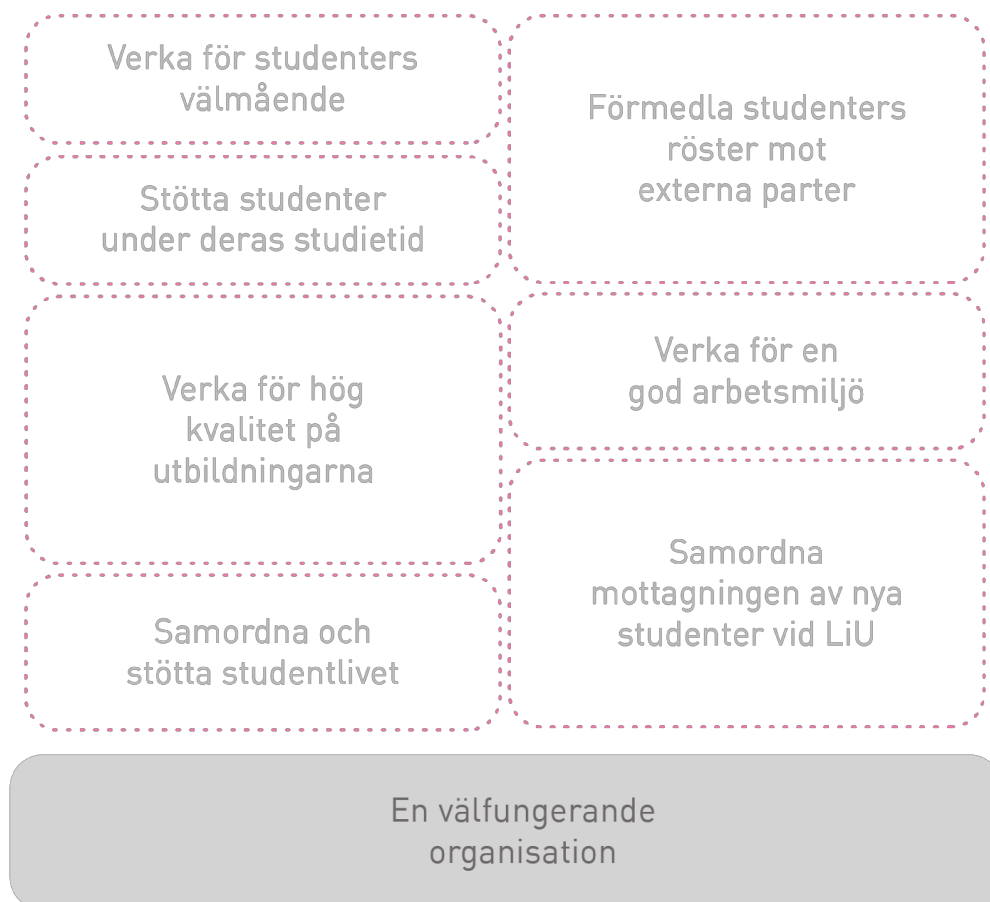 Verka för studenters
välmående
Stötta studenter
under deras studietid
Verka för hög
kvalitet på
utbildningarna
Samordna och
stötta studentlivet
Förmedla studenters
röster mot
externa parter
Verka för en
god arbetsmiljö
Samordna
mottagningen av nya
studenter vid LiU
En välfungerande
organisation